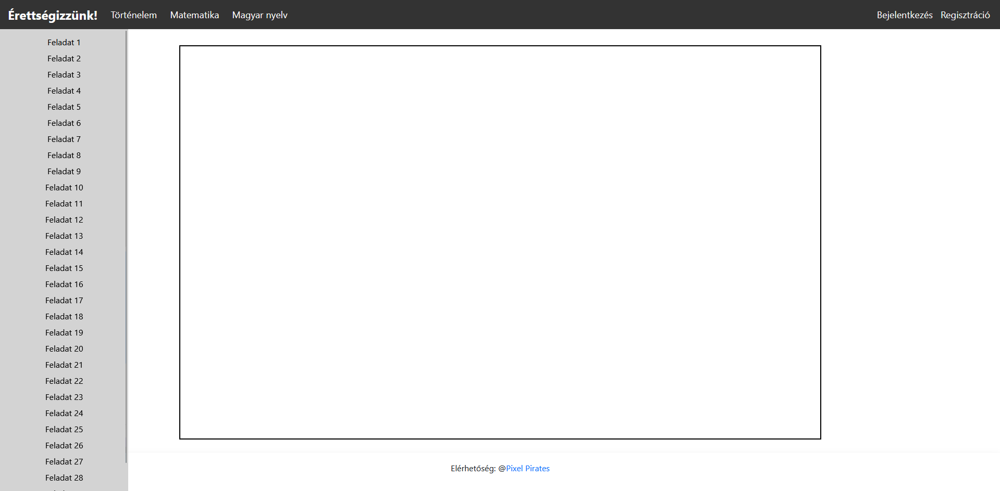 Érettségizzünk! Történelem Matematika Magyar nyelv Bejelentkezés Regisztráció
Feladat 1
Feladat 2
Feladat 3
Feladat 4
Feladat 5
Feladat 6
Feladat 7
Feladat 8
Feladat 9
Feladat 10
Feladat 11
Feladat 12
Feladat 13
Feladat 14
Feladat 15
Feladat 16
Feladat 17
Feladat 18
Feladat 19
Feladat 20
Feladat 21
Feladat 22
Feladat 23
Feladat 24
Feladat 25
Feladat 26
Feladat 27
Feladat 28
Elérhetőség: @Pixel Pirates